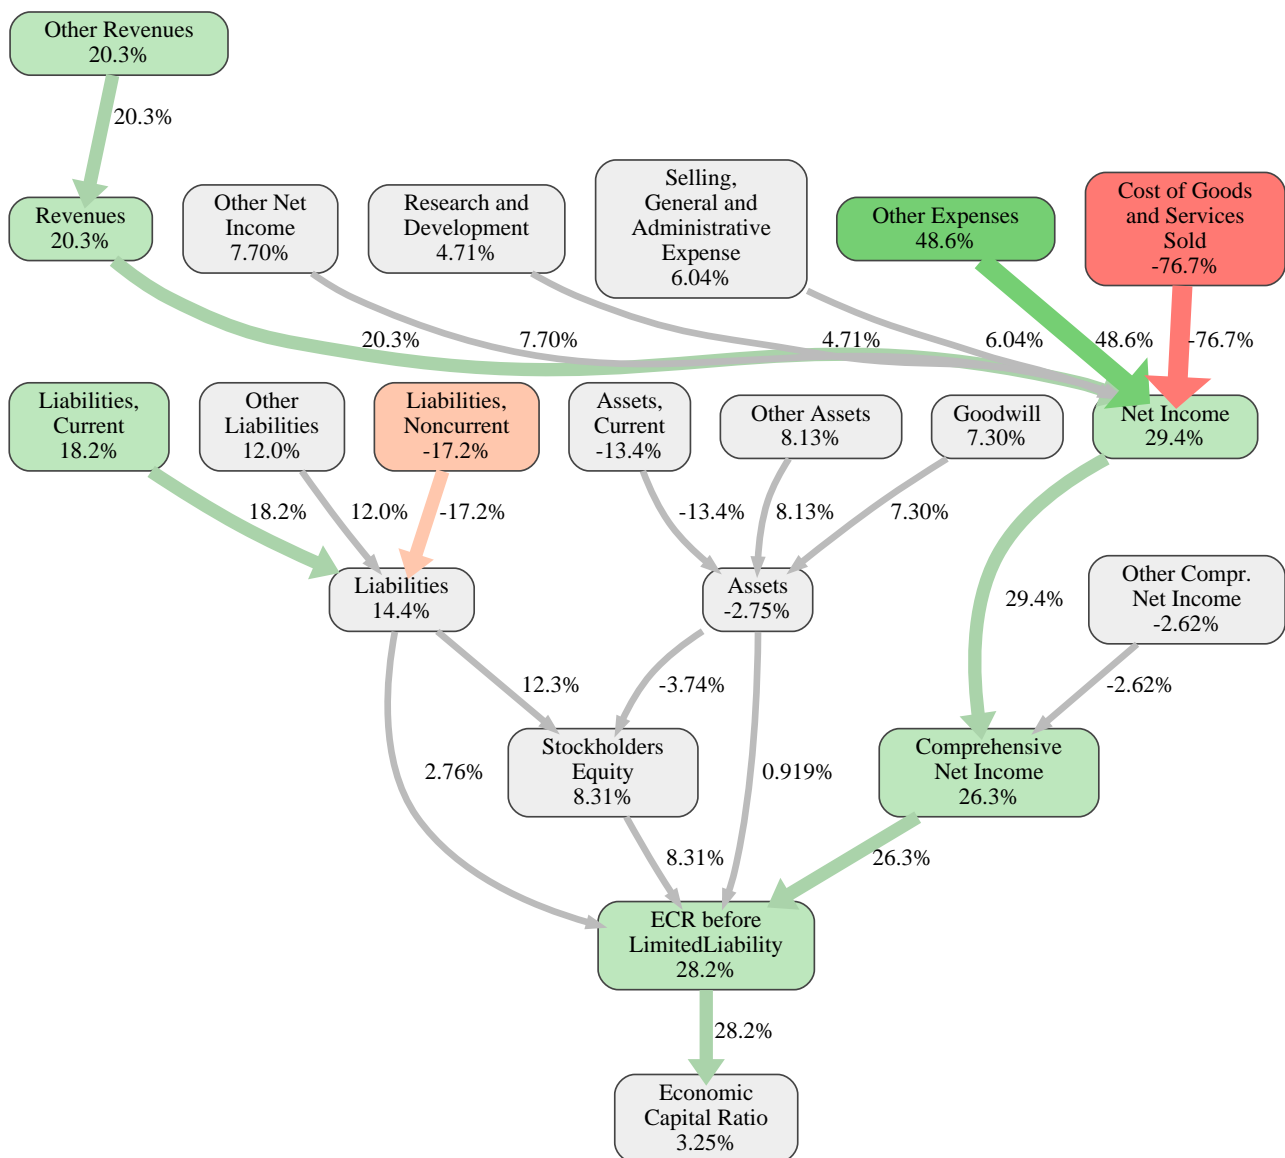 Other Revenues
20.3%
20.3%
Revenues
20.3%
Other Net
Income
7.70%
Research and
Development
4.71%
Selling,
General and
Administrative
Expense
6.04%
Other Expenses
48.6%
Cost of Goods
and Services
Sold
-76.7%
20.3%
7.70%
4.71%
6.04%
48.6%
-76.7%
Liabilities,
Current
18.2%
Other
Liabilities
12.0%
Liabilities,
Noncurrent
-17.2%
Assets,
Current
-13.4%
Other Assets
8.13%
Goodwill
7.30%
Net Income
29.4%
18.2%
12.0%
-17.2%
-13.4%
8.13%
7.30%
Liabilities
14.4%
Assets
-2.75%
29.4%
Other Compr.
Net Income
-2.62%
12.3%
-3.74%
-2.62%
2.76%
Stockholders
Equity
8.31%
0.919%
Comprehensive
Net Income
26.3%
8.31%
26.3%
ECR before
LimitedLiability
28.2%
28.2%
Economic
Capital Ratio
3.25%